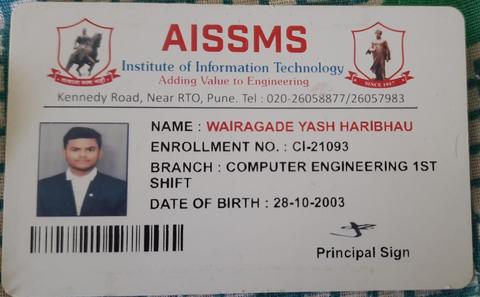 AISSMS
Institute of Information Technology
Adding Value to Engineering
Kennedy Road, Near RTO, Pune. Tel : 020-26058877/26057983
SINCE 1917
NAME : WAIRAGADE YASH HARIBHAU
ENROLLMENT NO. : CI-21093
BRANCH : COMPUTER ENGINEERING 1ST
SHIFT
DATE OF BIRTH : 28-10-2003
Principal Sign